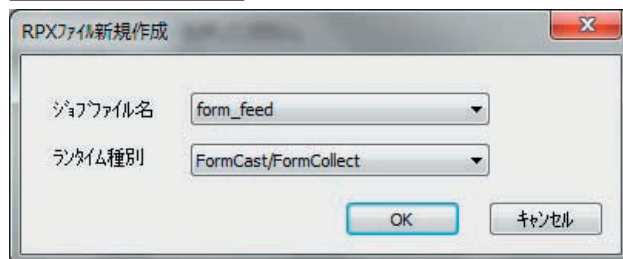 RPXファイル新規作成
ジョブファイル名 form_feed
ランタイム種別 FormCast/FormCollect
OK キャンセル